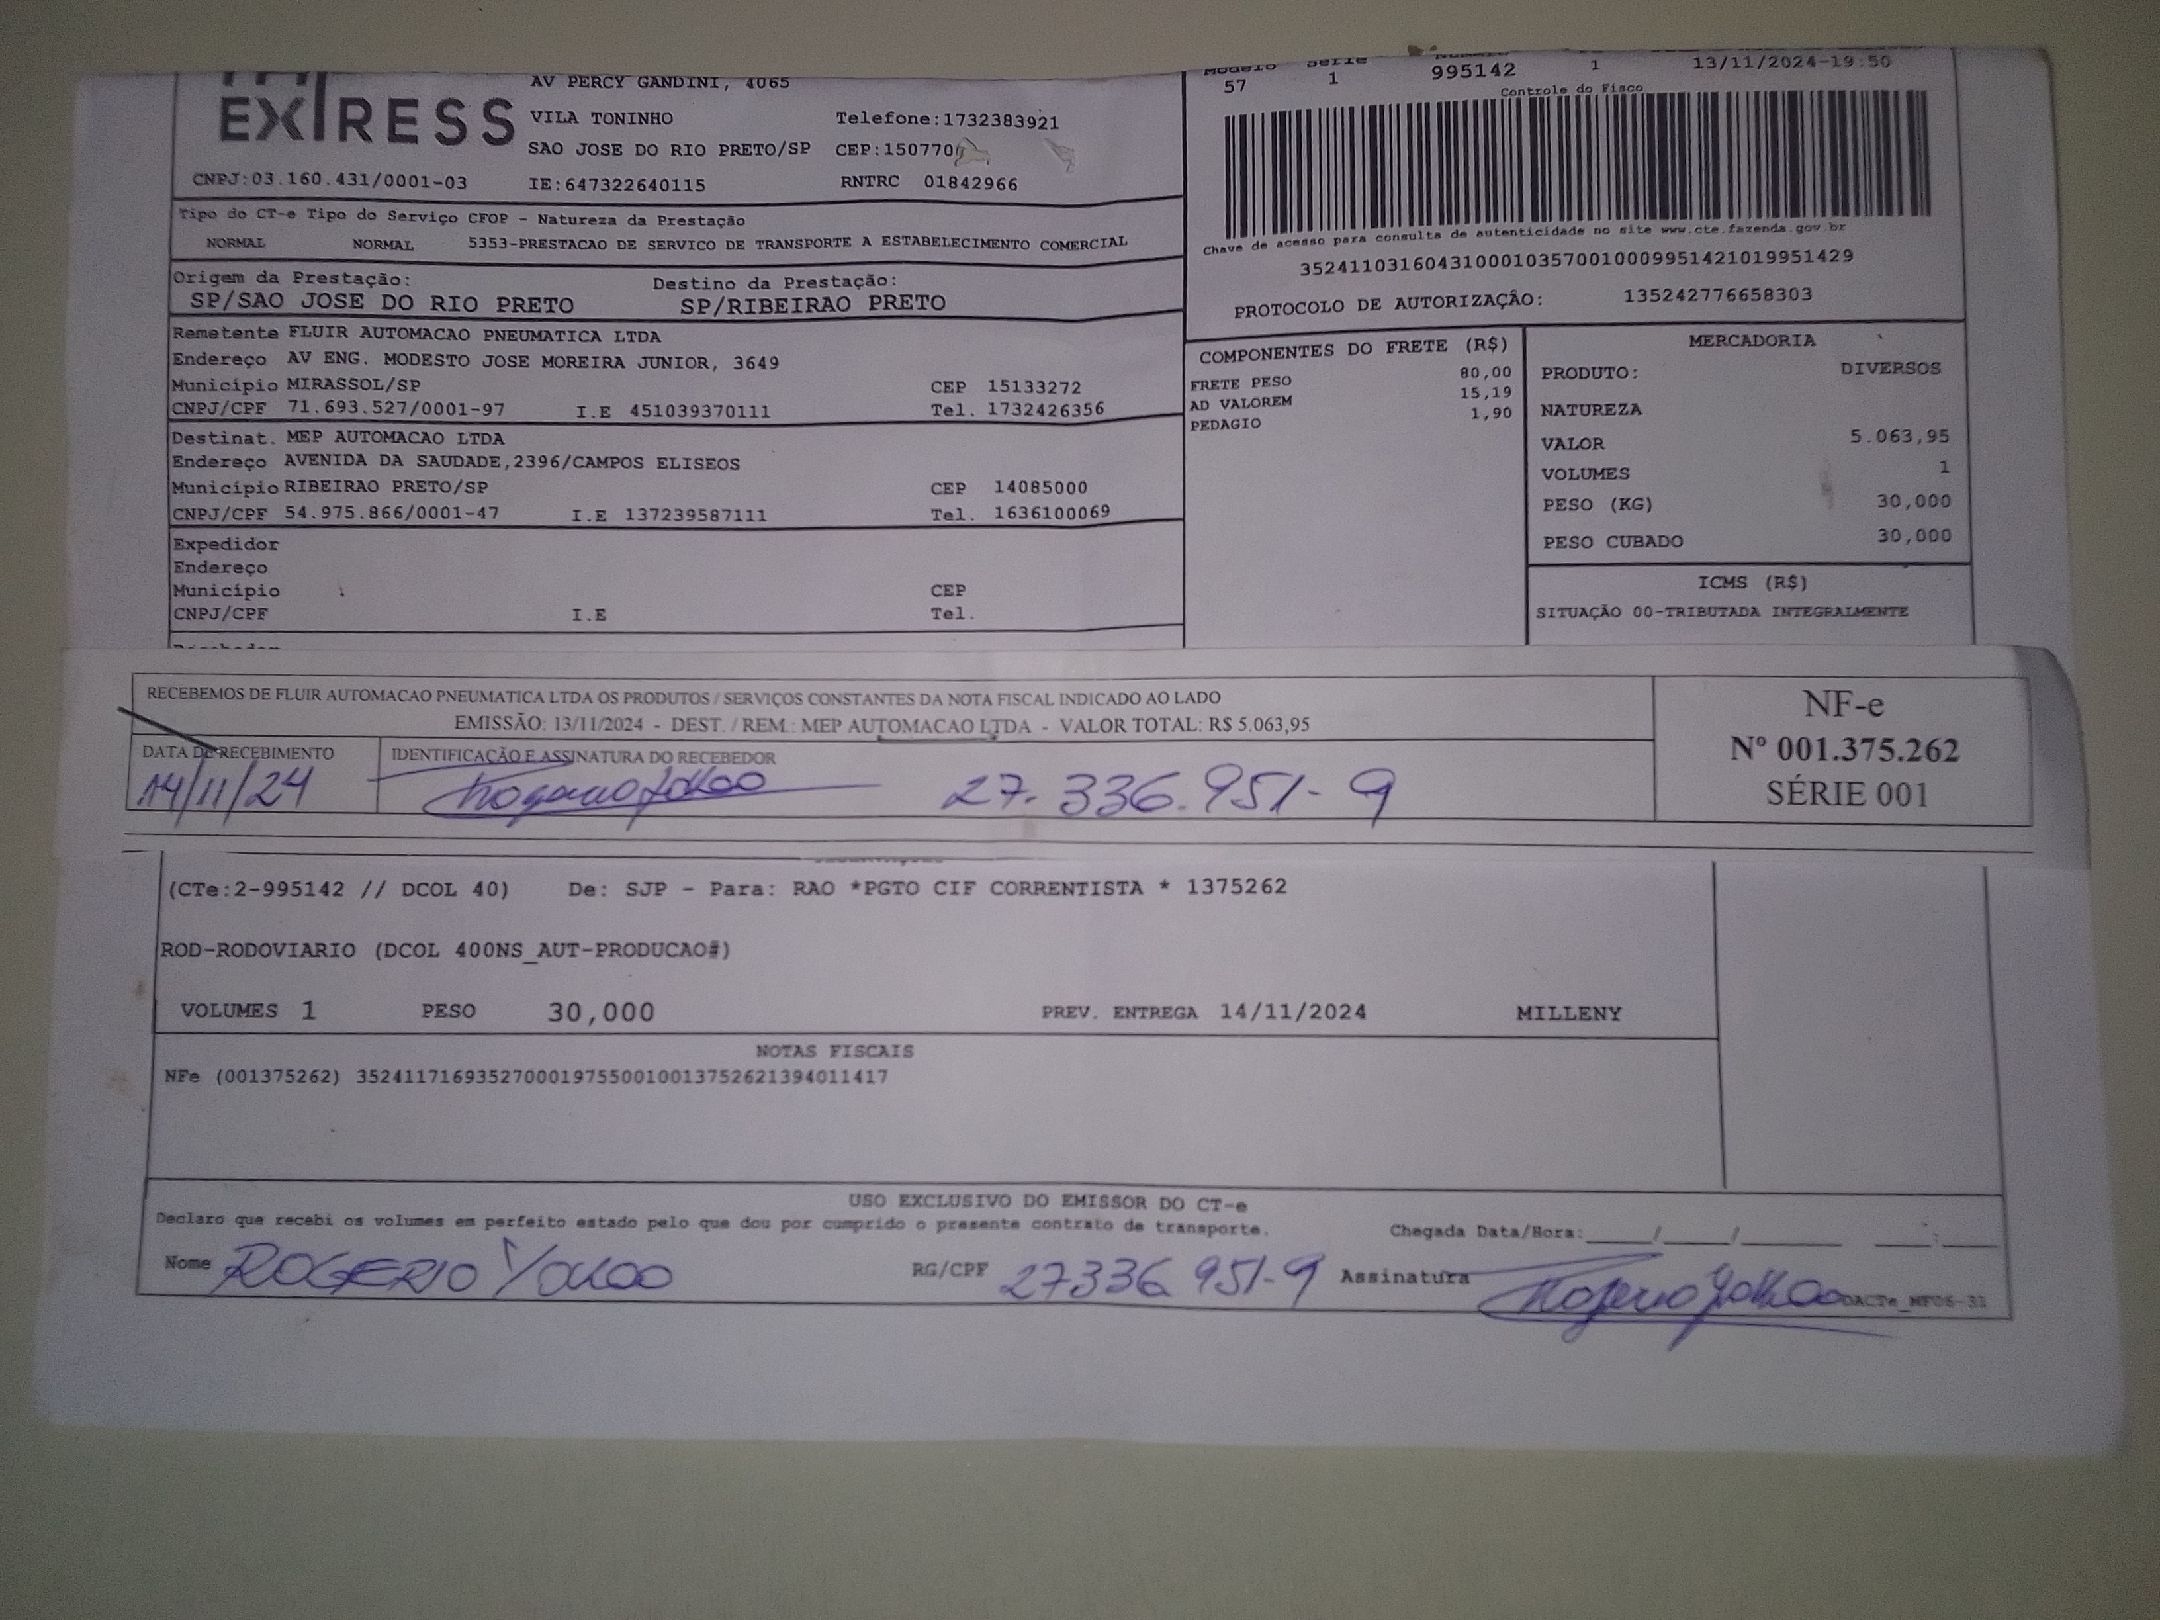 EXPRESS
AV PERCY GANDINI, 4065
VILA TONINHO Telefone:1732383921
SAO JOSE DO RIO PRETO/SP CEP:150770
CNPJ:03.160.431/0001-03 IE:647322640115 RNTRC 01842966
Modelo Serie
57 1 995142 1 13/11/2024-19:50
Controle do Fisco
Chave de acesso para consulta de autenticidade no site www.cte.fazenda.gov.br
35241103160431000103570010009951421019951429
PROTOCOLO DE AUTORIZAÇÃO: 135242776658303
Tipo do CT-e Tipo do Serviço CFOP - Natureza da Prestação
NORMAL NORMAL 5353-PRESTACAO DE SERVICO DE TRANSPORTE A ESTABELECIMENTO COMERCIAL
Origem da Prestação: Destino da Prestação:
SP/SAO JOSE DO RIO PRETO SP/RIBEIRAO PRETO
Remetente FLUIR AUTOMACAO PNEUMATICA LTDA
Endereço AV ENG. MODESTO JOSE MOREIRA JUNIOR, 3649
Município MIRASSOL/SP CEP 15133272
CNPJ/CPF 71.693.527/0001-97 I.E 451039370111 Tel. 1732426356
Destinat. MEP AUTOMACAO LTDA
Endereço AVENIDA DA SAUDADE,2396/CAMPOS ELISEOS
Município RIBEIRAO PRETO/SP CEP 14085000
CNPJ/CPF 54.975.866/0001-47 I.E 137239587111 Tel. 1636100069
Expedidor
Endereço
Município CEP
CNPJ/CPF I.E Tel.
COMPONENTES DO FRETE (R$)
FRETE PESO 80,00
AD VALOREM 15,19
PEDAGIO 1,90
MERCADORIA
PRODUTO: DIVERSOS
NATUREZA
VALOR 5.063,95
VOLUMES 1
PESO (KG) 30,000
PESO CUBADO 30,000
ICMS (R$)
SITUAÇÃO 00-TRIBUTADA INTEGRALMENTE
RECEBEMOS DE FLUIR AUTOMACAO PNEUMATICA LTDA OS PRODUTOS / SERVIÇOS CONSTANTES DA NOTA FISCAL INDICADO AO LADO
EMISSÃO: 13/11/2024 - DEST. / REM.: MEP AUTOMACAO LTDA - VALOR TOTAL: R$ 5.063,95
DATA DE RECEBIMENTO IDENTIFICAÇÃO E ASSINATURA DO RECEBEDOR
14/11/24 27.336.951-9
NF-e
Nº 001.375.262
SÉRIE 001
(CTe:2-995142 // DCOL 40) De: SJP - Para: RAO *PGTO CIF CORRENTISTA * 1375262
ROD-RODOVIARIO (DCOL 400NS_AUT-PRODUCAO#)
VOLUMES 1 PESO 30,000 PREV. ENTREGA 14/11/2024 MILLENY
NOTAS FISCAIS
NFe (001375262) 35241171693527000197550010013752621394011417
USO EXCLUSIVO DO EMISSOR DO CT-e
Declaro que recebi os volumes em perfeito estado pelo que dou por cumprido o presente contrato de transporte. Chegada Data/Hora:____/____/______ ___:___
Nome ROGERIO RG/CPF 27336951-9 Assinatura